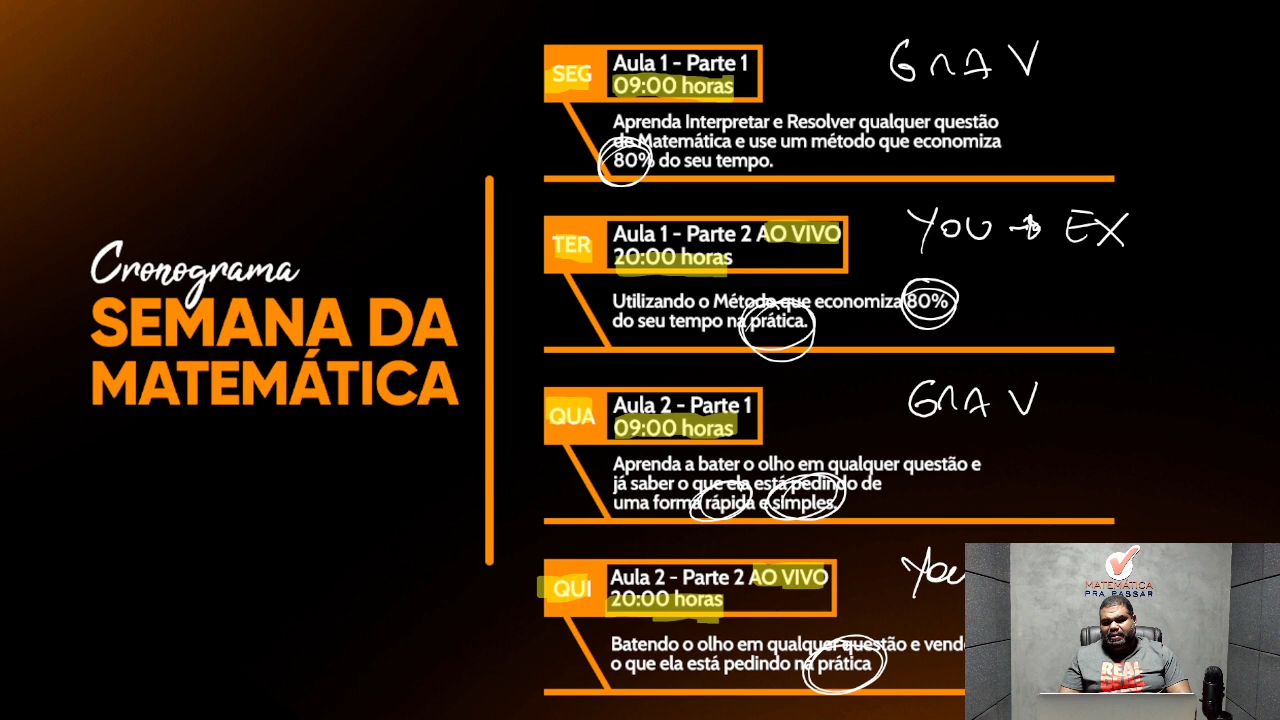 Cronograma
SEMANA DA
MATEMÁTICA
SEG
Aula 1 - Parte 1
09:00 horas
GRAV
Aprenda Interpretar e Resolver qualquer questão
de Matemática e use um método que economiza
80% do seu tempo.
TER
Aula 1 - Parte 2 AO VIVO
20:00 horas
YOU → EX
Utilizando o Método que economiza 80%
do seu tempo na prática.
QUA
Aula 2 - Parte 1
09:00 horas
GRAV
Aprenda a bater o olho em qualquer questão e
já saber o que ela está pedindo de
uma forma rápida e simples.
QUI
Aula 2 - Parte 2 AO VIVO
20:00 horas
You
Batendo o olho em qualquer questão e vend
o que ela está pedindo na prática
MATEMÁTICA
PRA PASSAR
REAL